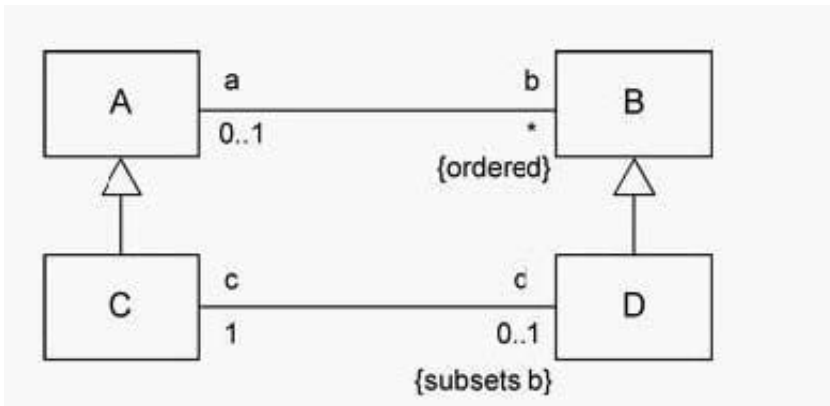 a b
A B
0..1 *
{ordered}
c d
C D
1 0..1
{subsets b}